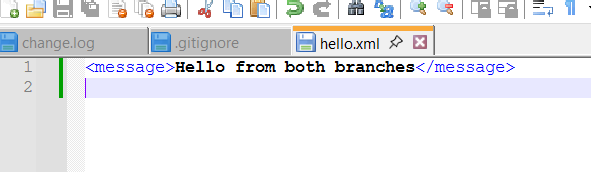 change.log .gitignore hello.xml
1 <message>Hello from both branches</message>
2